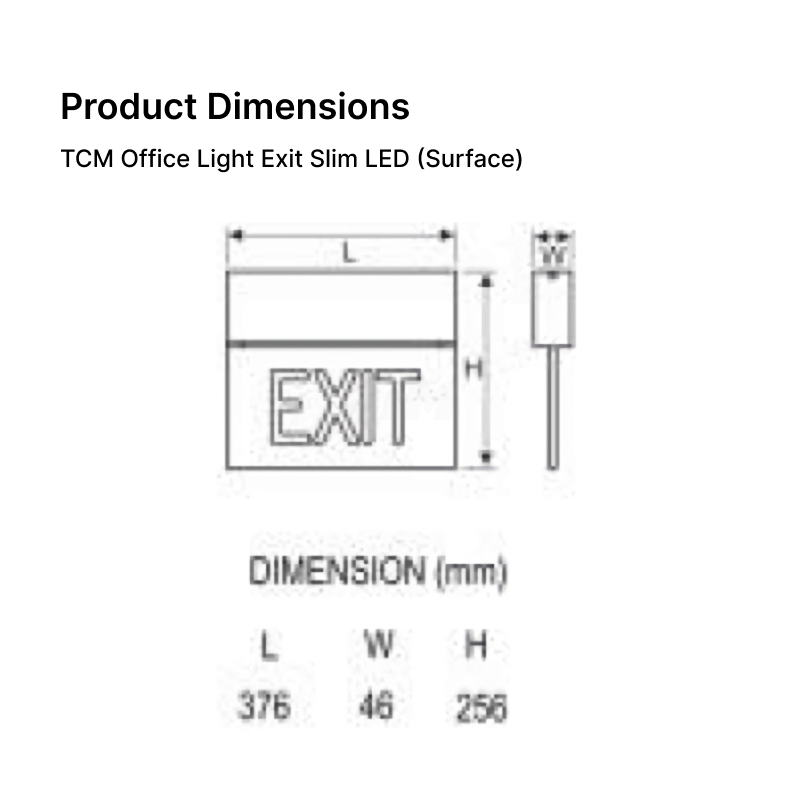 Product Dimensions
TCM Office Light Exit Slim LED (Surface)
L
W
H
EXIT
DIMENSION (mm)
L W H
376 46 256